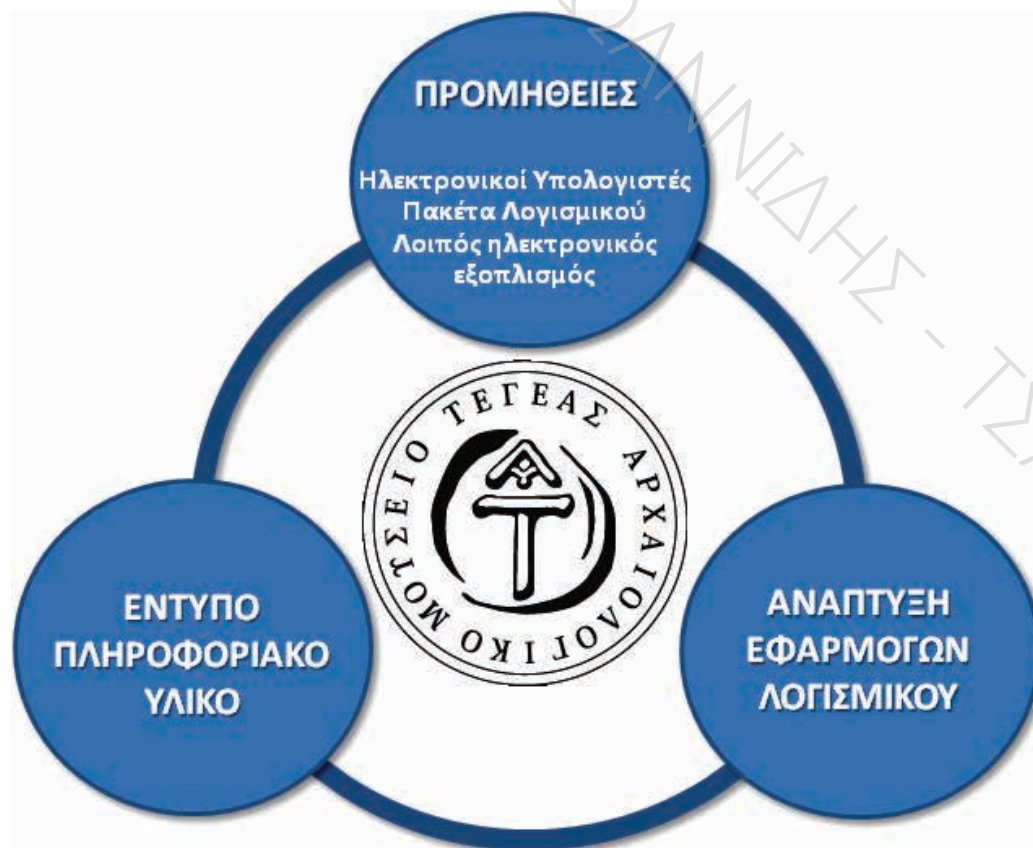 ΠΡΟΜΗΘΕΙΕΣ
Ηλεκτρονικοί Υπολογιστές
Πακέτα Λογισμικού
Λοιπός ηλεκτρονικός
εξοπλισμός
ΑΡΧΑΙΟΛΟΓΙΚΟ ΜΟΥΣΕΙΟ ΤΕΓΕΑΣ
ΕΝΤΥΠΟ
ΠΛΗΡΟΦΟΡΙΑΚΟ
ΥΛΙΚΟ
ΑΝΑΠΤΥΞΗ
ΕΦΑΡΜΟΓΩΝ
ΛΟΓΙΣΜΙΚΟΥ